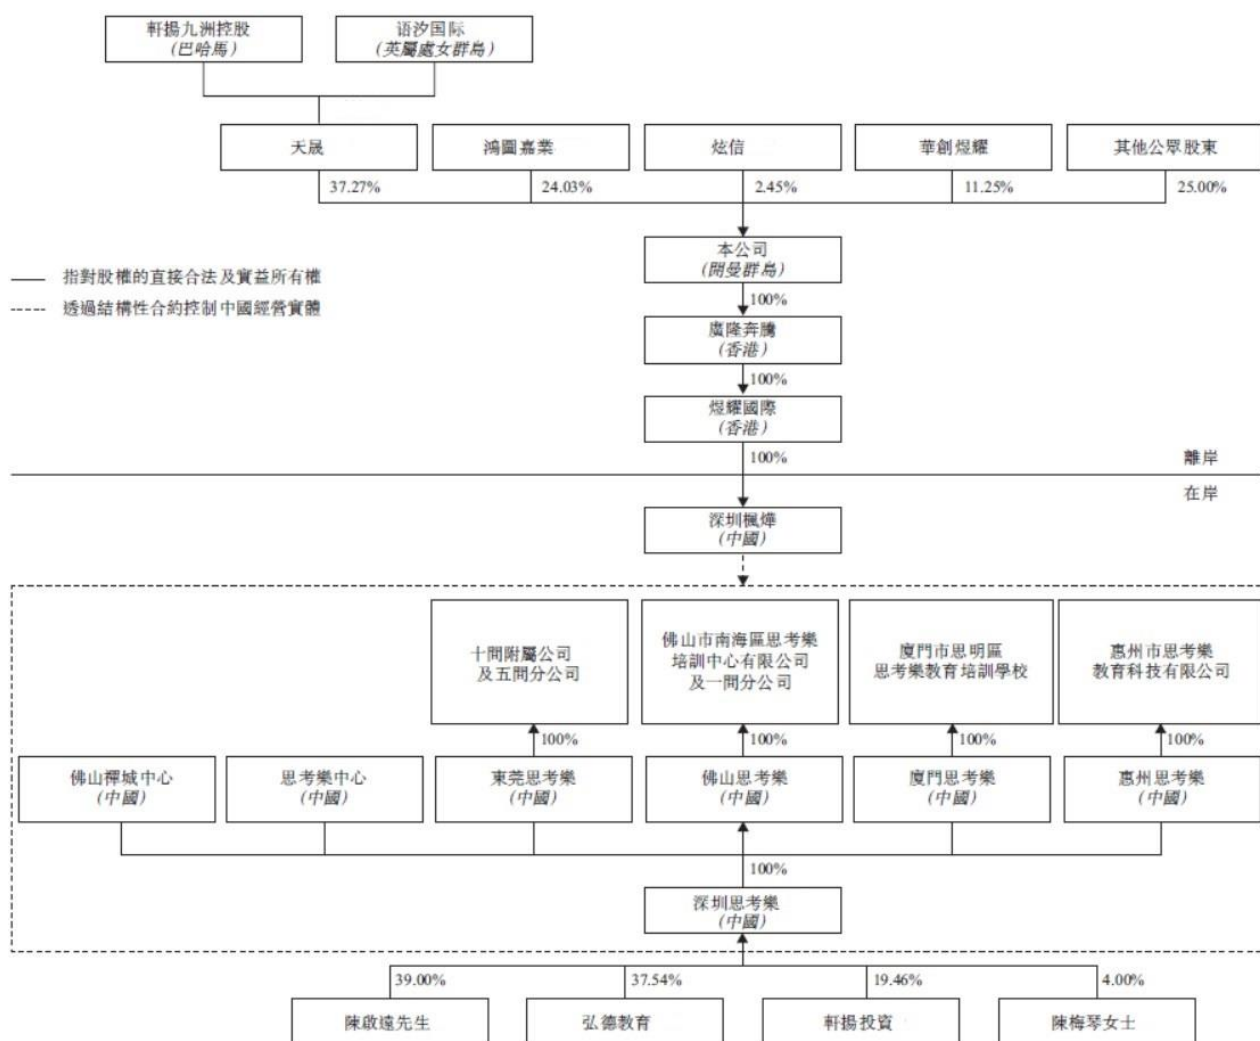 軒揚九洲控股
(巴哈馬)
语汐国际
(英屬處女群島)
天晟
鴻圖嘉業
炫信
華創煜耀
其他公眾股東
37.27%
24.03%
2.45%
11.25%
25.00%
本公司
(開曼群島)
指對股權的直接合法及實益所有權
透過結構性合約控制中國經營實體
100%
廣隆奔騰
(香港)
100%
煜耀國際
(香港)
100%
離岸
在岸
深圳楓燁
(中國)
十間附屬公司
及五間分公司
佛山市南海區思考樂
培訓中心有限公司
及一間分公司
廈門市思明區
思考樂教育培訓學校
惠州市思考樂
教育科技有限公司
100%
100%
100%
100%
佛山禪城中心
(中國)
思考樂中心
(中國)
東莞思考樂
(中國)
佛山思考樂
(中國)
廈門思考樂
(中國)
惠州思考樂
(中國)
100%
深圳思考樂
(中國)
39.00%
37.54%
19.46%
4.00%
陳啟遠先生
弘德教育
軒揚投資
陳梅琴女士